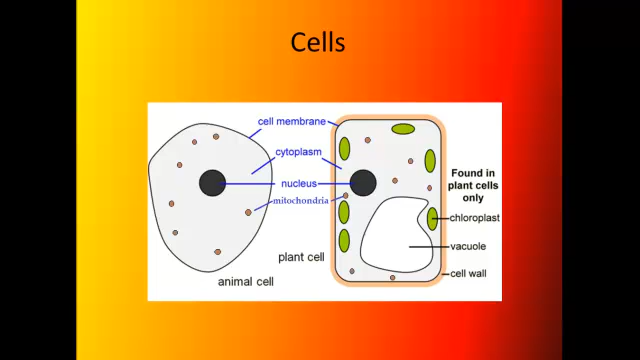 Cells
cell membrane
cytoplasm
nucleus
mitochondria
plant cell
animal cell
Found in
plant cells
only
chloroplast
vacuole
cell wall